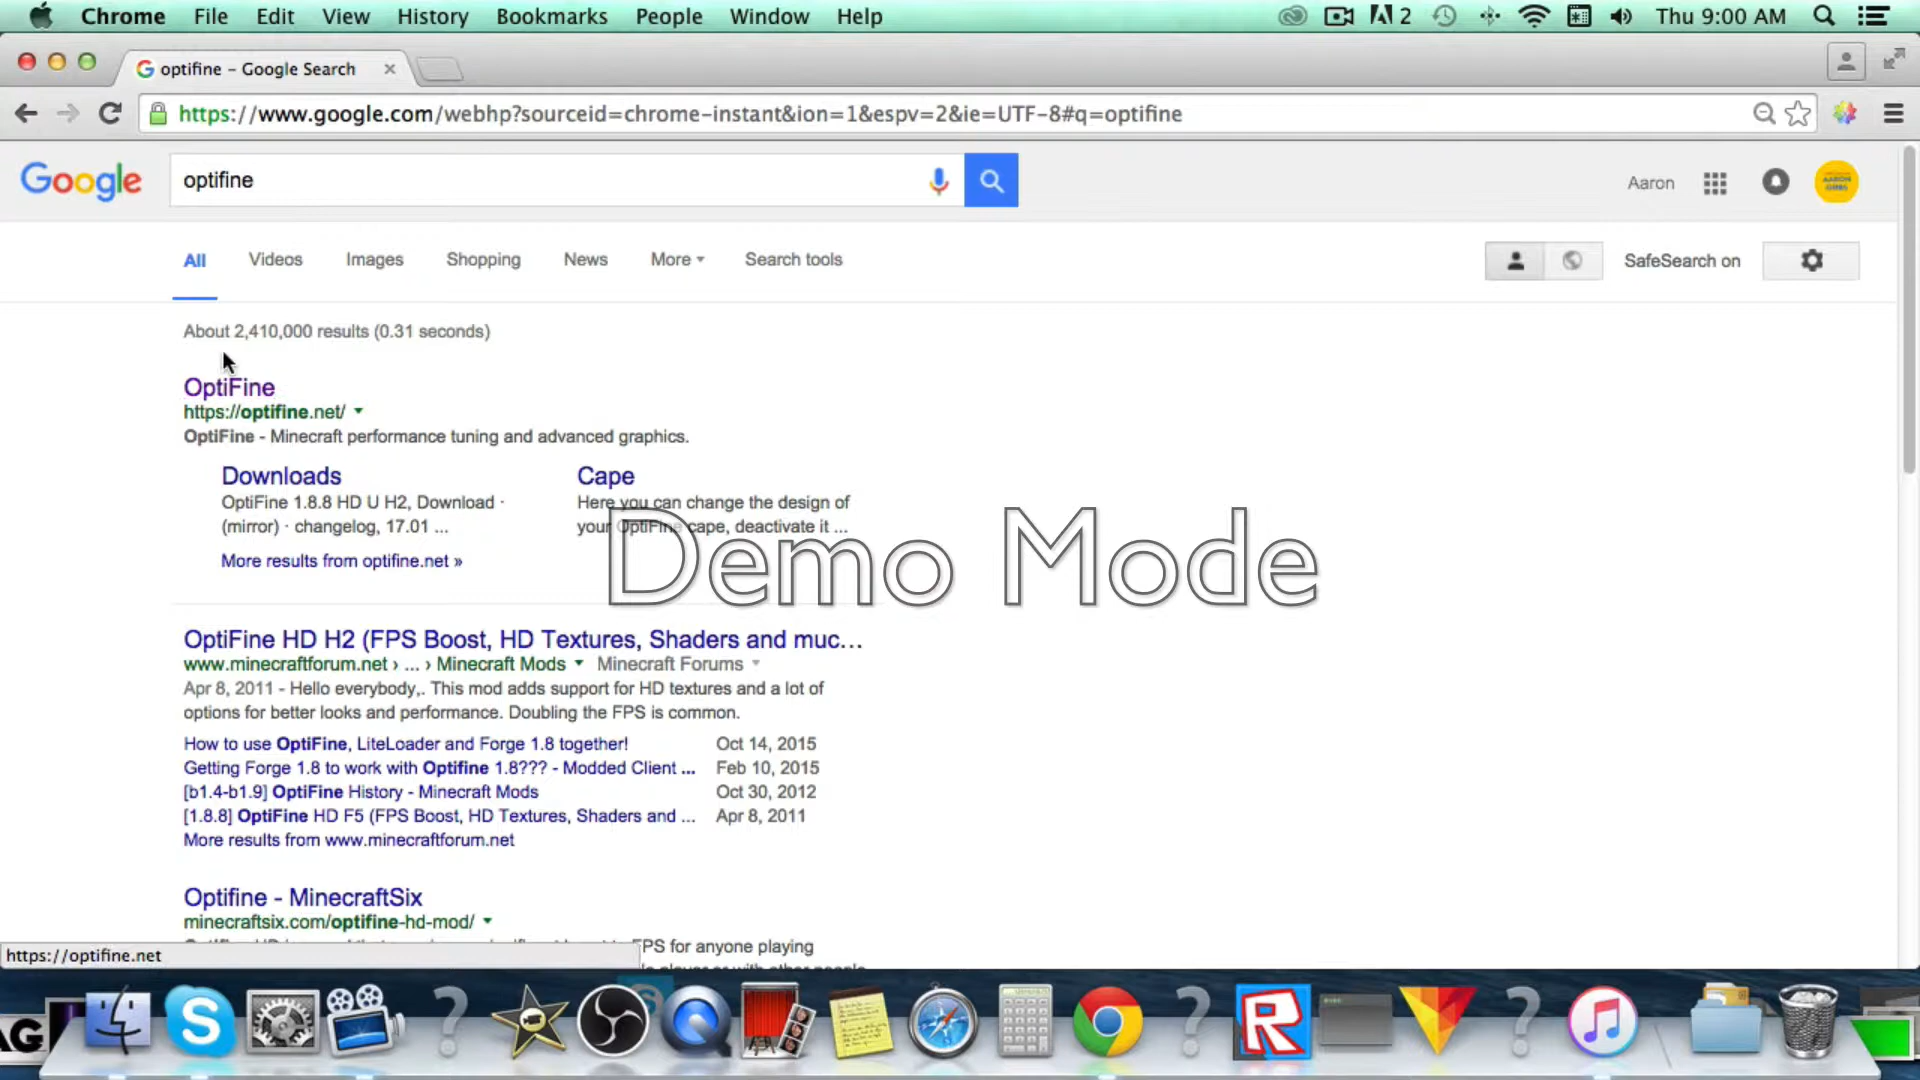 Chrome File Edit View History Bookmarks People Window Help 2 Thu 9:00 AM
optifine - Google Search
https://www.google.com/webhp?sourceid=chrome-instant&ion=1&espv=2&ie=UTF-8#q=optifine
Google optifine Aaron AARON
All Videos Images Shopping News More Search tools SafeSearch on
About 2,410,000 results (0.31 seconds)
OptiFine
https://optifine.net/
OptiFine - Minecraft performance tuning and advanced graphics.
Downloads Cape
OptiFine 1.8.8 HD U H2, Download · Here you can change the design of
(mirror) · changelog, 17.01 ... your OptiFine cape, deactivate it ...
More results from optifine.net »
Demo Mode
OptiFine HD H2 (FPS Boost, HD Textures, Shaders and muc...
www.minecraftforum.net › ... › Minecraft Mods Minecraft Forums
Apr 8, 2011 - Hello everybody,. This mod adds support for HD textures and a lot of
options for better looks and performance. Doubling the FPS is common.
How to use OptiFine, LiteLoader and Forge 1.8 together! Oct 14, 2015
Getting Forge 1.8 to work with Optifine 1.8??? - Modded Client ... Feb 10, 2015
[b1.4-b1.9] OptiFine History - Minecraft Mods Oct 30, 2012
[1.8.8] OptiFine HD F5 (FPS Boost, HD Textures, Shaders and ... Apr 8, 2011
More results from www.minecraftforum.net
Optifine - MinecraftSix
minecraftsix.com/optifine-hd-mod/
FPS for anyone playing
https://optifine.net